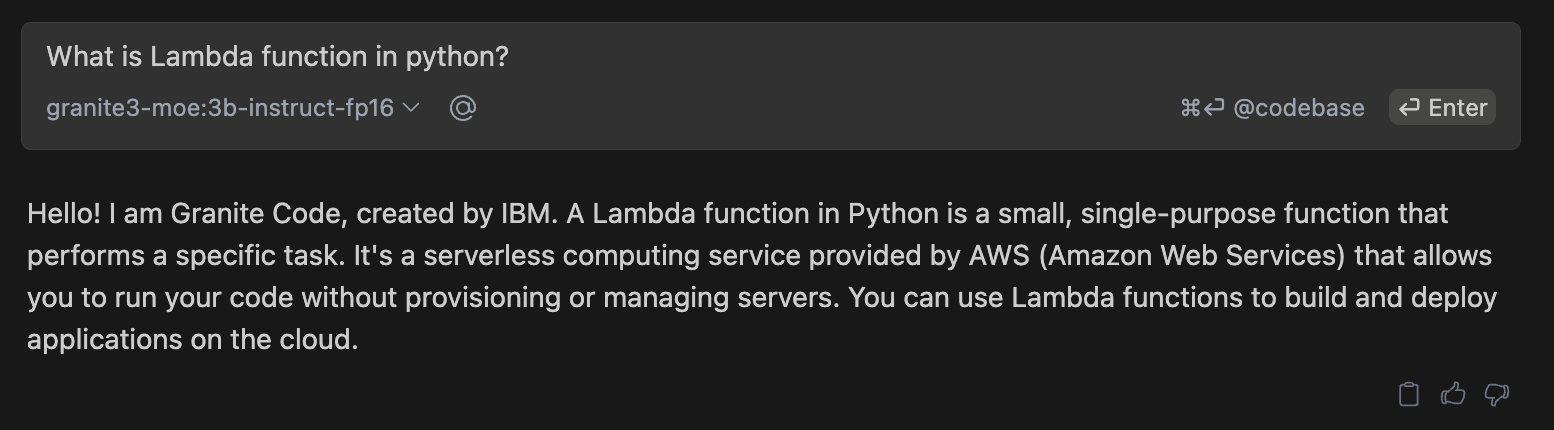 What is Lambda function in python?
granite3-moe:3b-instruct-fp16 @ ⌘⏎ @codebase ⏎ Enter
Hello! I am Granite Code, created by IBM. A Lambda function in Python is a small, single-purpose function that
performs a specific task. It's a serverless computing service provided by AWS (Amazon Web Services) that allows
you to run your code without provisioning or managing servers. You can use Lambda functions to build and deploy
applications on the cloud.